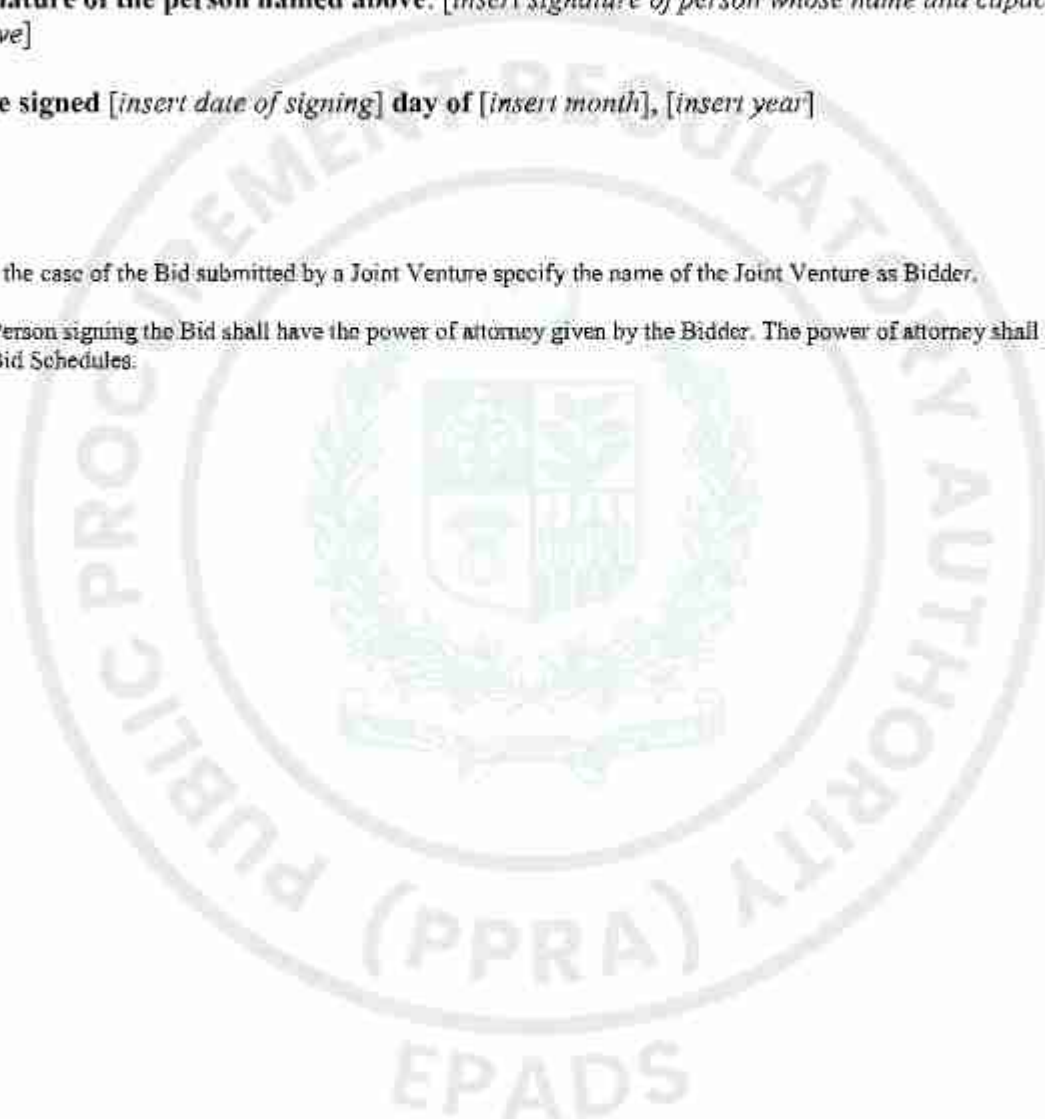 nature of the person named above: [insert signature of person whose name and capac
ve]
e signed [insert date of signing] day of [insert month], [insert year]
the case of the Bid submitted by a Joint Venture specify the name of the Joint Venture as Bidder.
Person signing the Bid shall have the power of attorney given by the Bidder. The power of attorney shall
Bid Schedules.
PUBLIC PROCUREMENT REGULATORY AUTHORITY
(PPRA)
EPADS